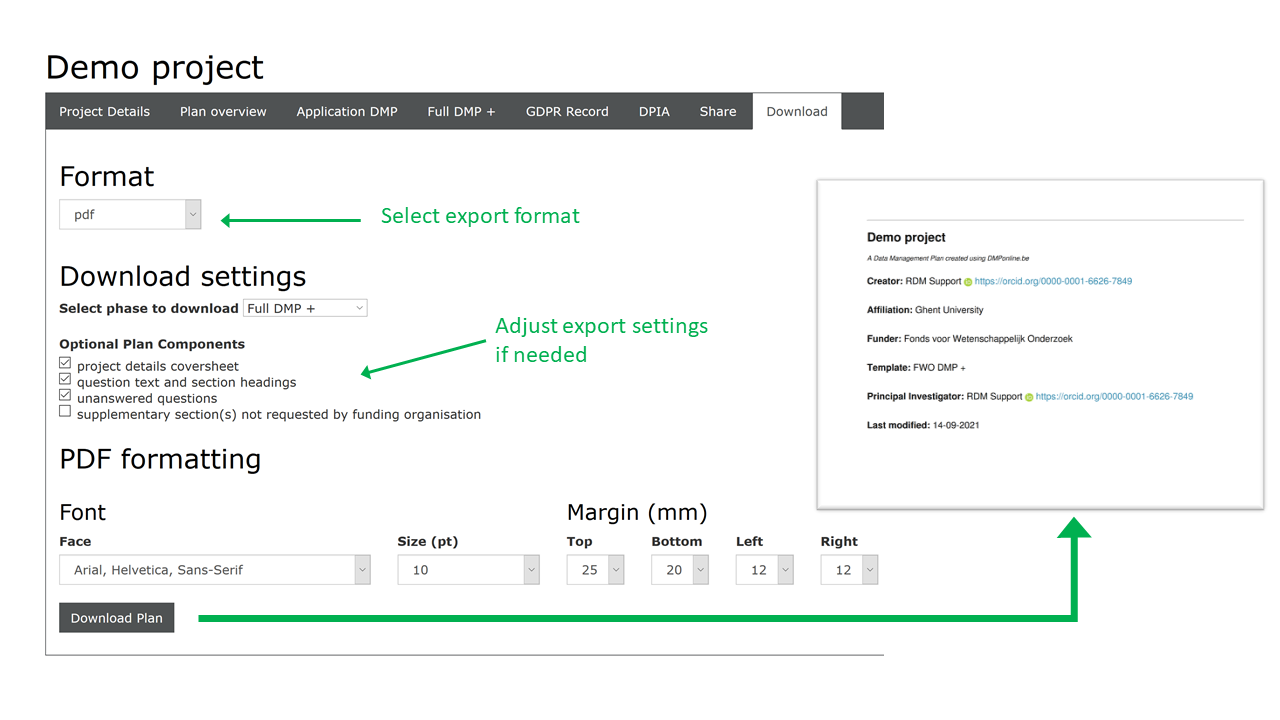 Demo project
Project Details Plan overview Application DMP Full DMP + GDPR Record DPIA Share Download
Format
pdf
Select export format
Download settings
Select phase to download Full DMP +
Adjust export settings
if needed
Optional Plan Components
project details coversheet
question text and section headings
unanswered questions
supplementary section(s) not requested by funding organisation
PDF formatting
Font
Margin (mm)
Face Size (pt) Top Bottom Left Right
Arial, Helvetica, Sans-Serif 10 25 20 12 12
Download Plan
Demo project
A Data Management Plan created using DMPonline.be
Creator: RDM Support iD https://orcid.org/0000-0001-6626-7849
Affiliation: Ghent University
Funder: Fonds voor Wetenschappelijk Onderzoek
Template: FWO DMP +
Principal Investigator: RDM Support iD https://orcid.org/0000-0001-6626-7849
Last modified: 14-09-2021